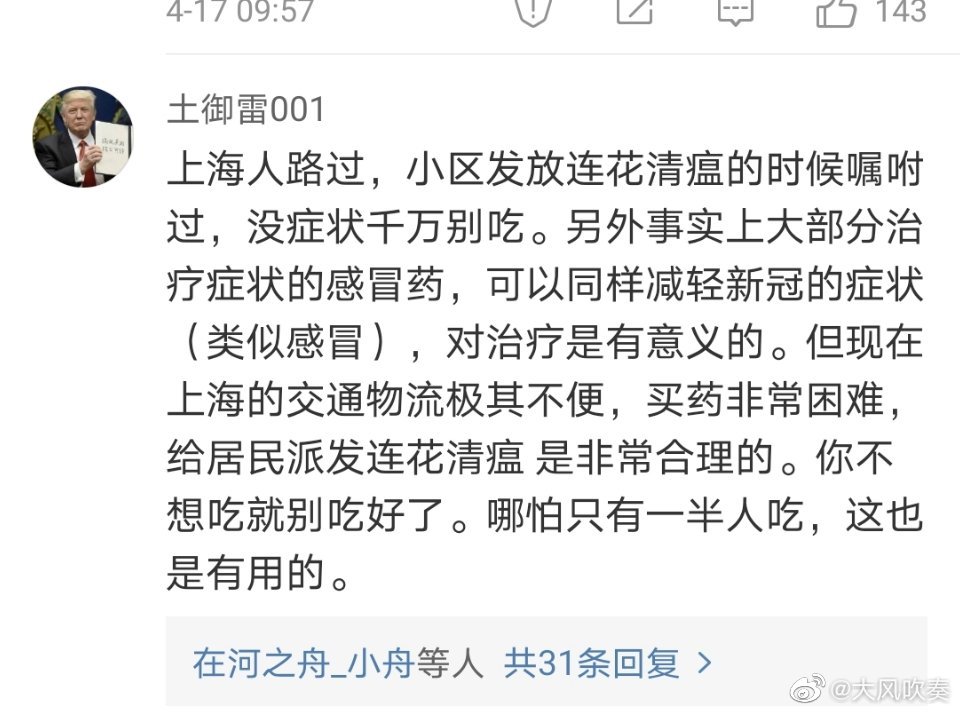 4-17 09:57
143
土御雷001
上海人路过，小区发放连花清瘟的时候嘱咐
过，没症状千万别吃。另外事实上大部分治
疗症状的感冒药，可以同样减轻新冠的症状
（类似感冒），对治疗是有意义的。但现在
上海的交通物流极其不便，买药非常困难，
给居民派发连花清瘟 是非常合理的。你不
想吃就别吃好了。哪怕只有一半人吃，这也
是有用的。
在河之舟_小舟等人 共31条回复 >
@大风吹奏